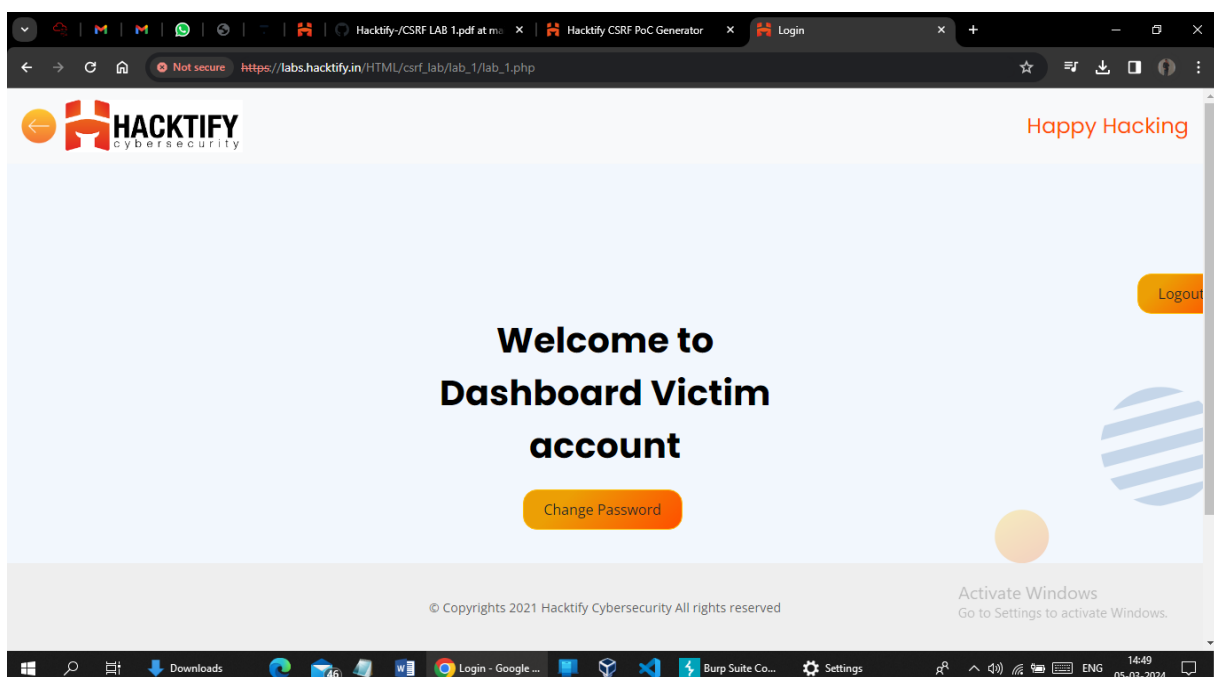 Hacktify-/CSRF LAB 1.pdf at ma
Hacktify CSRF PoC Generator
Login
Not secure
https://labs.hacktify.in/HTML/csrf_lab/lab_1/lab_1.php
HACKTIFY
cybersecurity
Happy Hacking
Logout
Welcome to
Dashboard Victim
account
Change Password
© Copyrights 2021 Hacktify Cybersecurity All rights reserved
Activate Windows
Go to Settings to activate Windows.
Downloads
46
Login - Google ...
Burp Suite Co...
Settings
ENG
14:49
05-03-2024